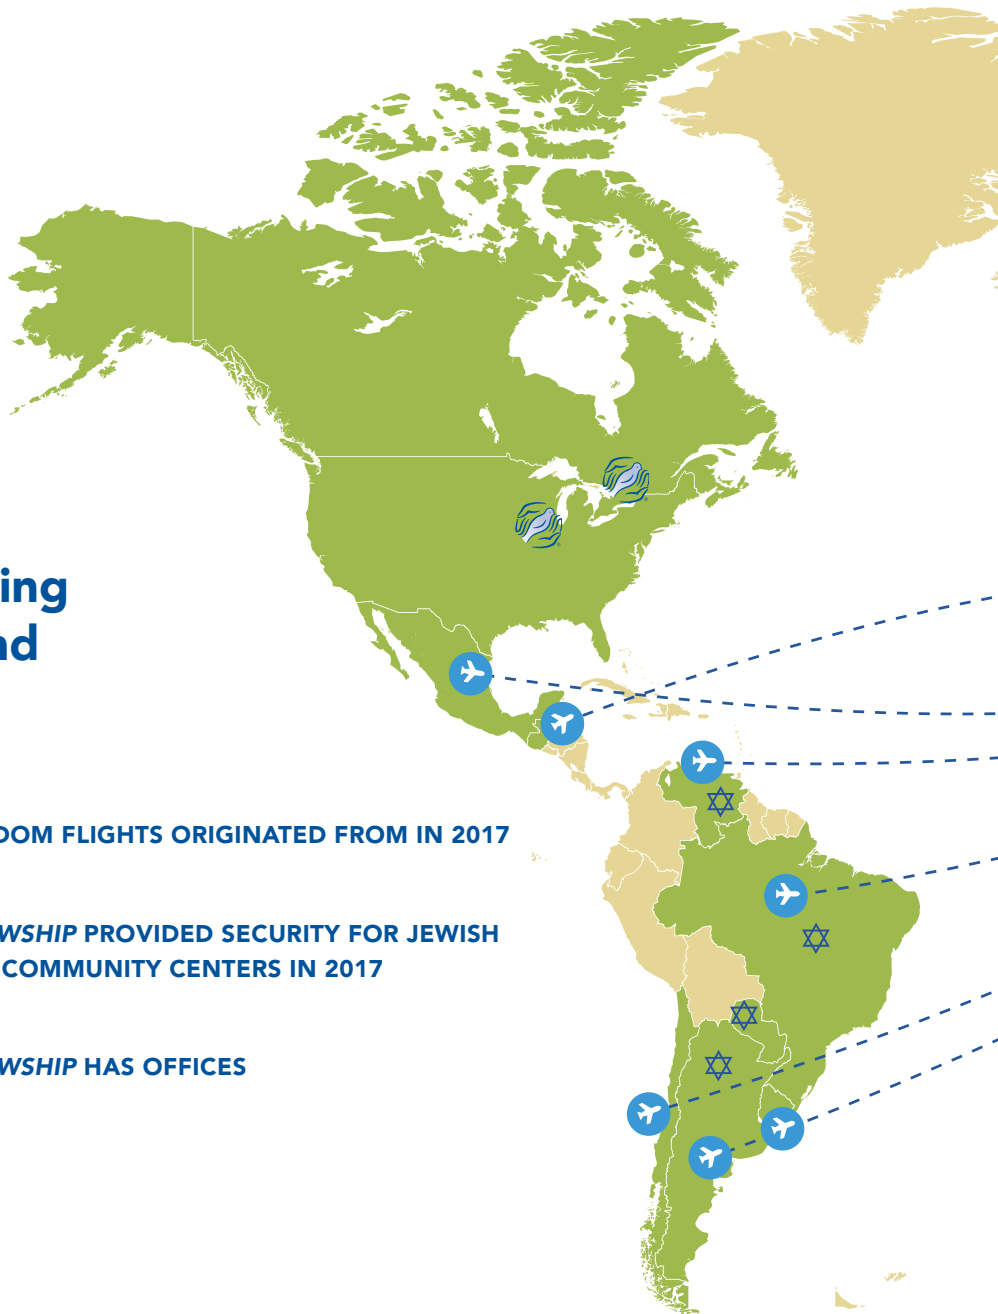 ing
nd
DOM FLIGHTS ORIGINATED FROM IN 2017
WSHIP PROVIDED SECURITY FOR JEWISH
COMMUNITY CENTERS IN 2017
WSHIP HAS OFFICES